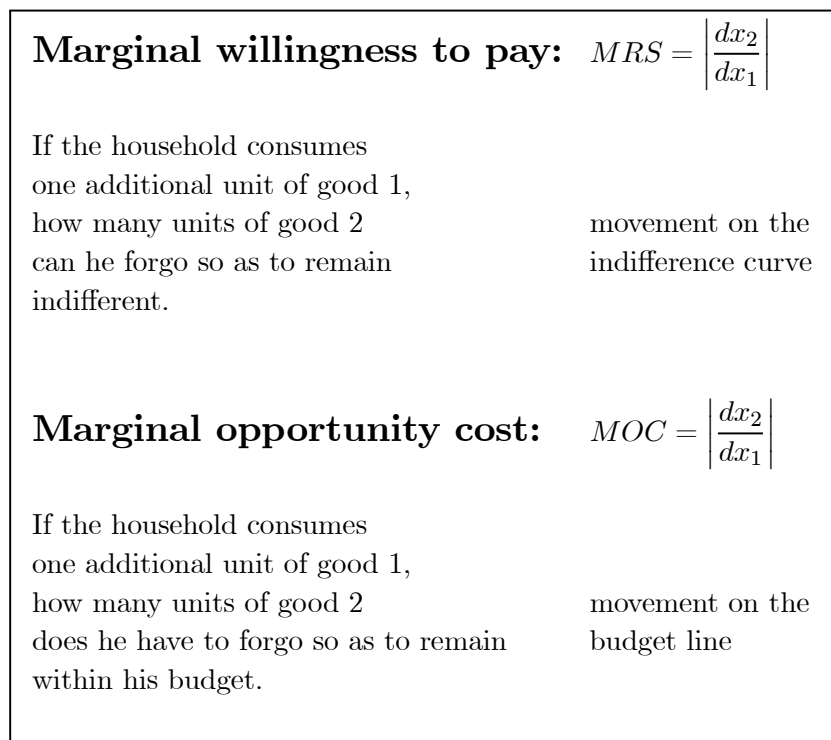 Marginal willingness to pay: MRS = |dx₂/dx₁|
If the household consumes
one additional unit of good 1,
how many units of good 2 movement on the
can he forgo so as to remain indifference curve
indifferent.
Marginal opportunity cost: MOC = |dx₂/dx₁|
If the household consumes
one additional unit of good 1,
how many units of good 2 movement on the
does he have to forgo so as to remain budget line
within his budget.